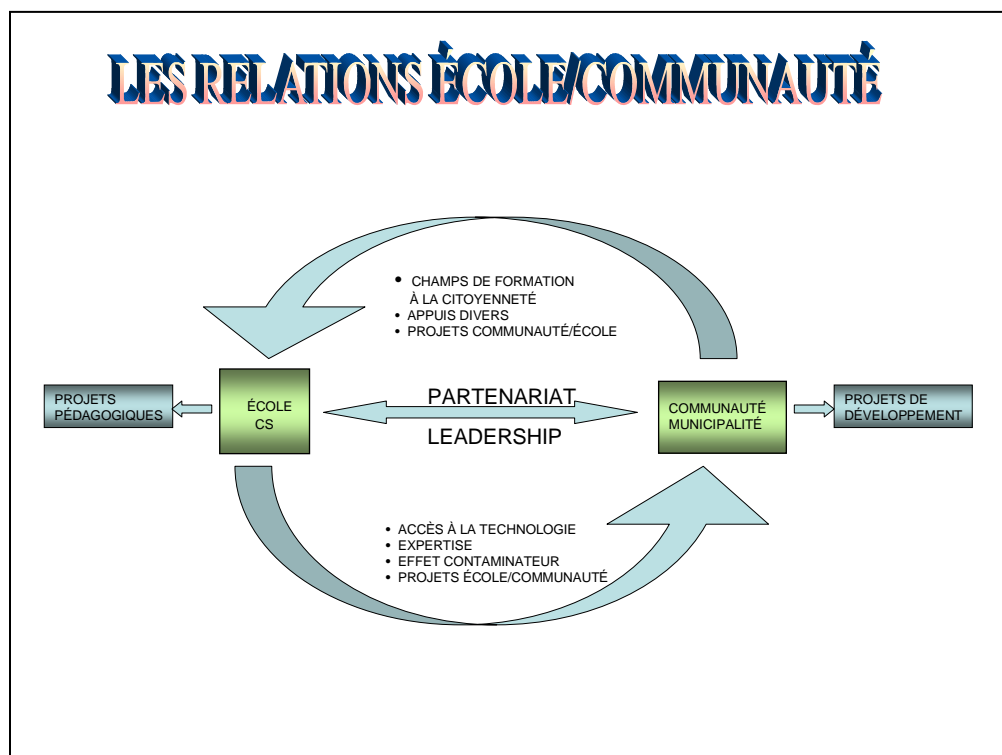 LES RELATIONS ÉCOLE/COMMUNAUTÉ
• CHAMPS DE FORMATION
À LA CITOYENNETÉ
• APPUIS DIVERS
• PROJETS COMMUNAUTÉ/ÉCOLE
PROJETS
PÉDAGOGIQUES
ÉCOLE
CS
PARTENARIAT
LEADERSHIP
COMMUNAUTÉ
MUNICIPALITÉ
PROJETS DE
DÉVELOPPEMENT
• ACCÈS À LA TECHNOLOGIE
• EXPERTISE
• EFFET CONTAMINATEUR
• PROJETS ÉCOLE/COMMUNAUTÉ